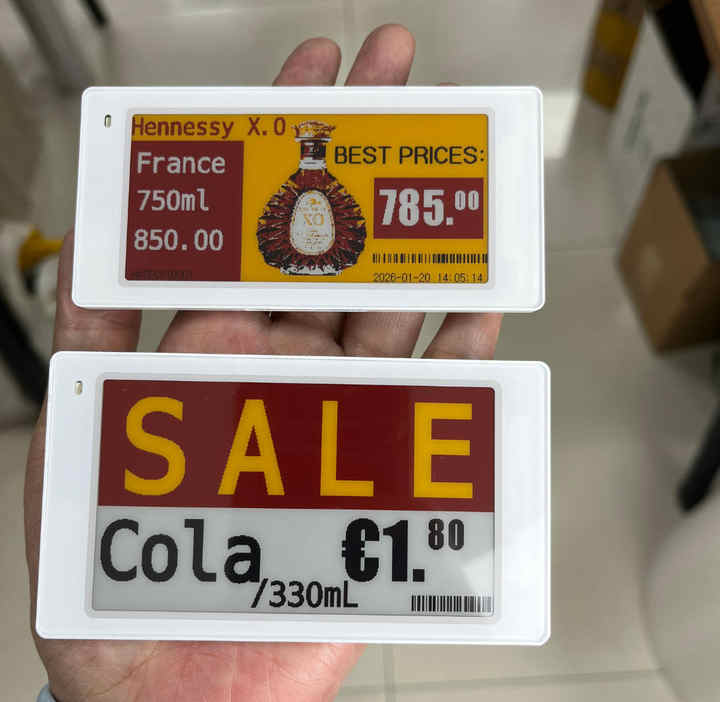 Hennessy X.O
France
750ml
850.00
XO
BEST PRICES:
785.00
2026-01-20 14:05:14
SALE
Cola
/330mL
€1.80